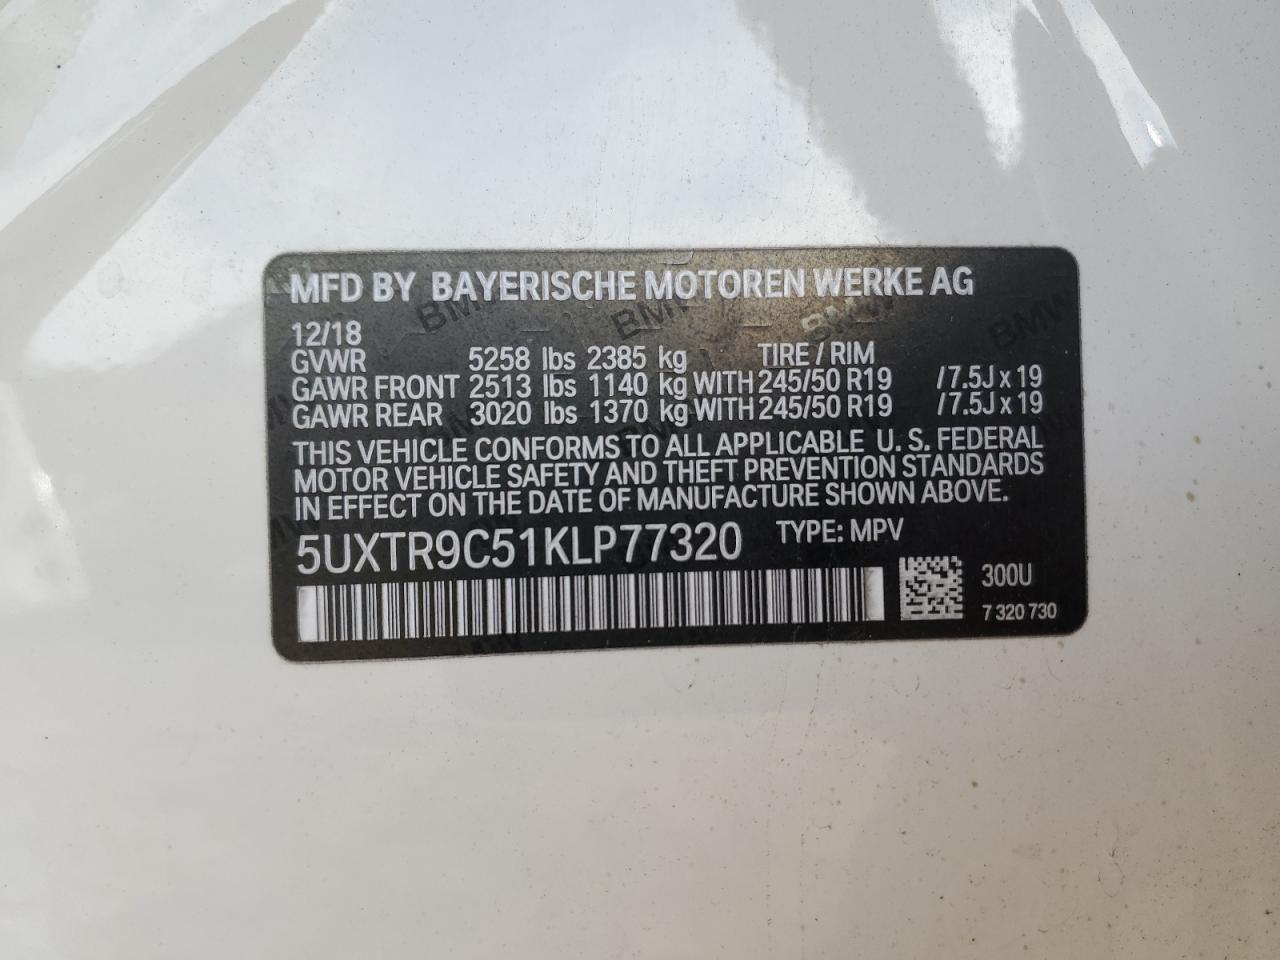 MFD BY BAYERISCHE MOTOREN WERKE AG
12/18
GVWR 5258 lbs 2385 kg TIRE / RIM
GAWR FRONT 2513 lbs 1140 kg WITH 245/50 R19 / 7.5J x 19
GAWR REAR 3020 lbs 1370 kg WITH 245/50 R19 / 7.5J x 19
THIS VEHICLE CONFORMS TO ALL APPLICABLE U. S. FEDERAL
MOTOR VEHICLE SAFETY AND THEFT PREVENTION STANDARDS
IN EFFECT ON THE DATE OF MANUFACTURE SHOWN ABOVE.
5UXTR9C51KLP77320 TYPE: MPV
300U
7 320 730